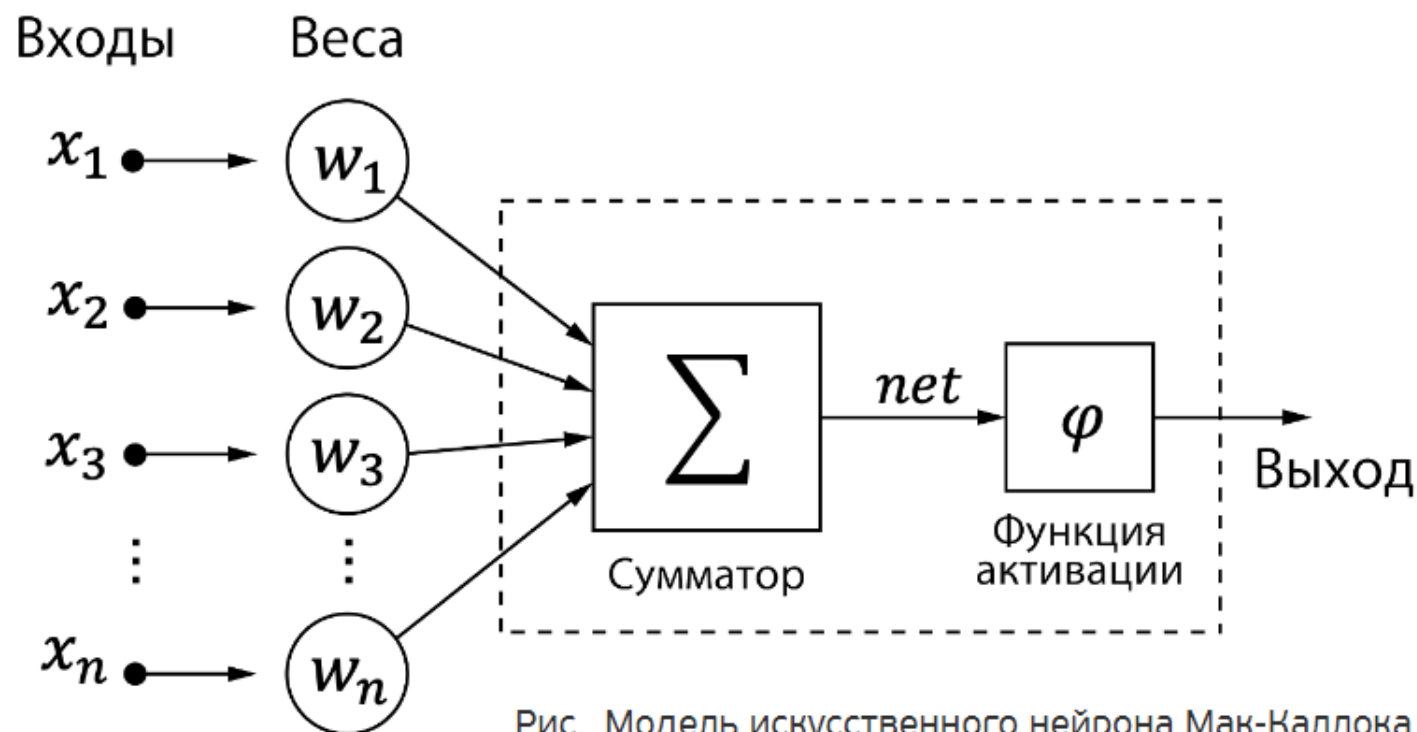 Входы Веса
x₁ w₁
x₂ w₂
x₃ w₃
⋮ ⋮
xₙ wₙ
∑
Сумматор
net
φ
Функция
активации
Выход
Рис. Модель искусственного нейрона Мак-Каллока